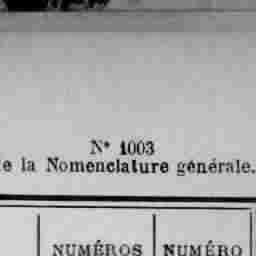 N° 1003
e la Nomenclature générale.
NUMÉROS NUMÉRO